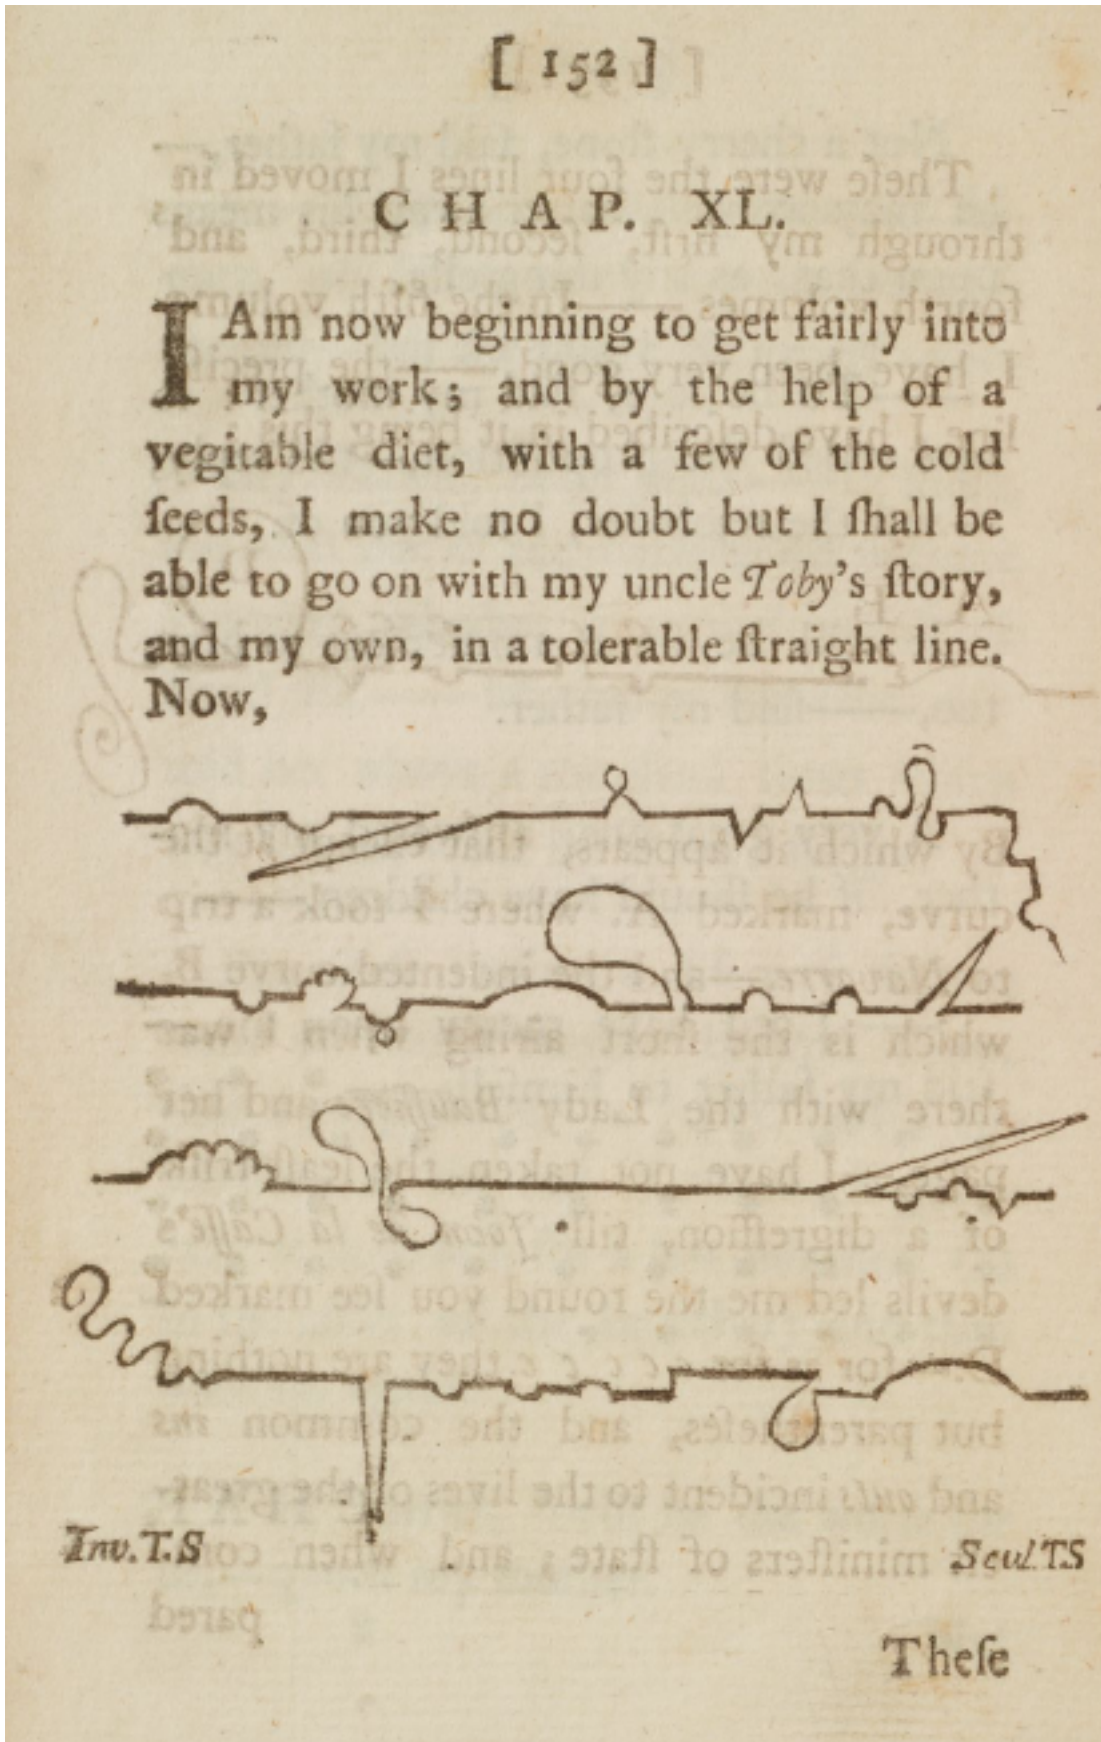 [ 152 ]
CHAP. XL.
I Am now beginning to get fairly into
my work; and by the help of a
vegitable diet, with a few of the cold
ſeeds, I make no doubt but I ſhall be
able to go on with my uncle Toby's ſtory,
and my own, in a tolerable ſtraight line.
Now,
Inv.T.S
Scul.T.S
Theſe